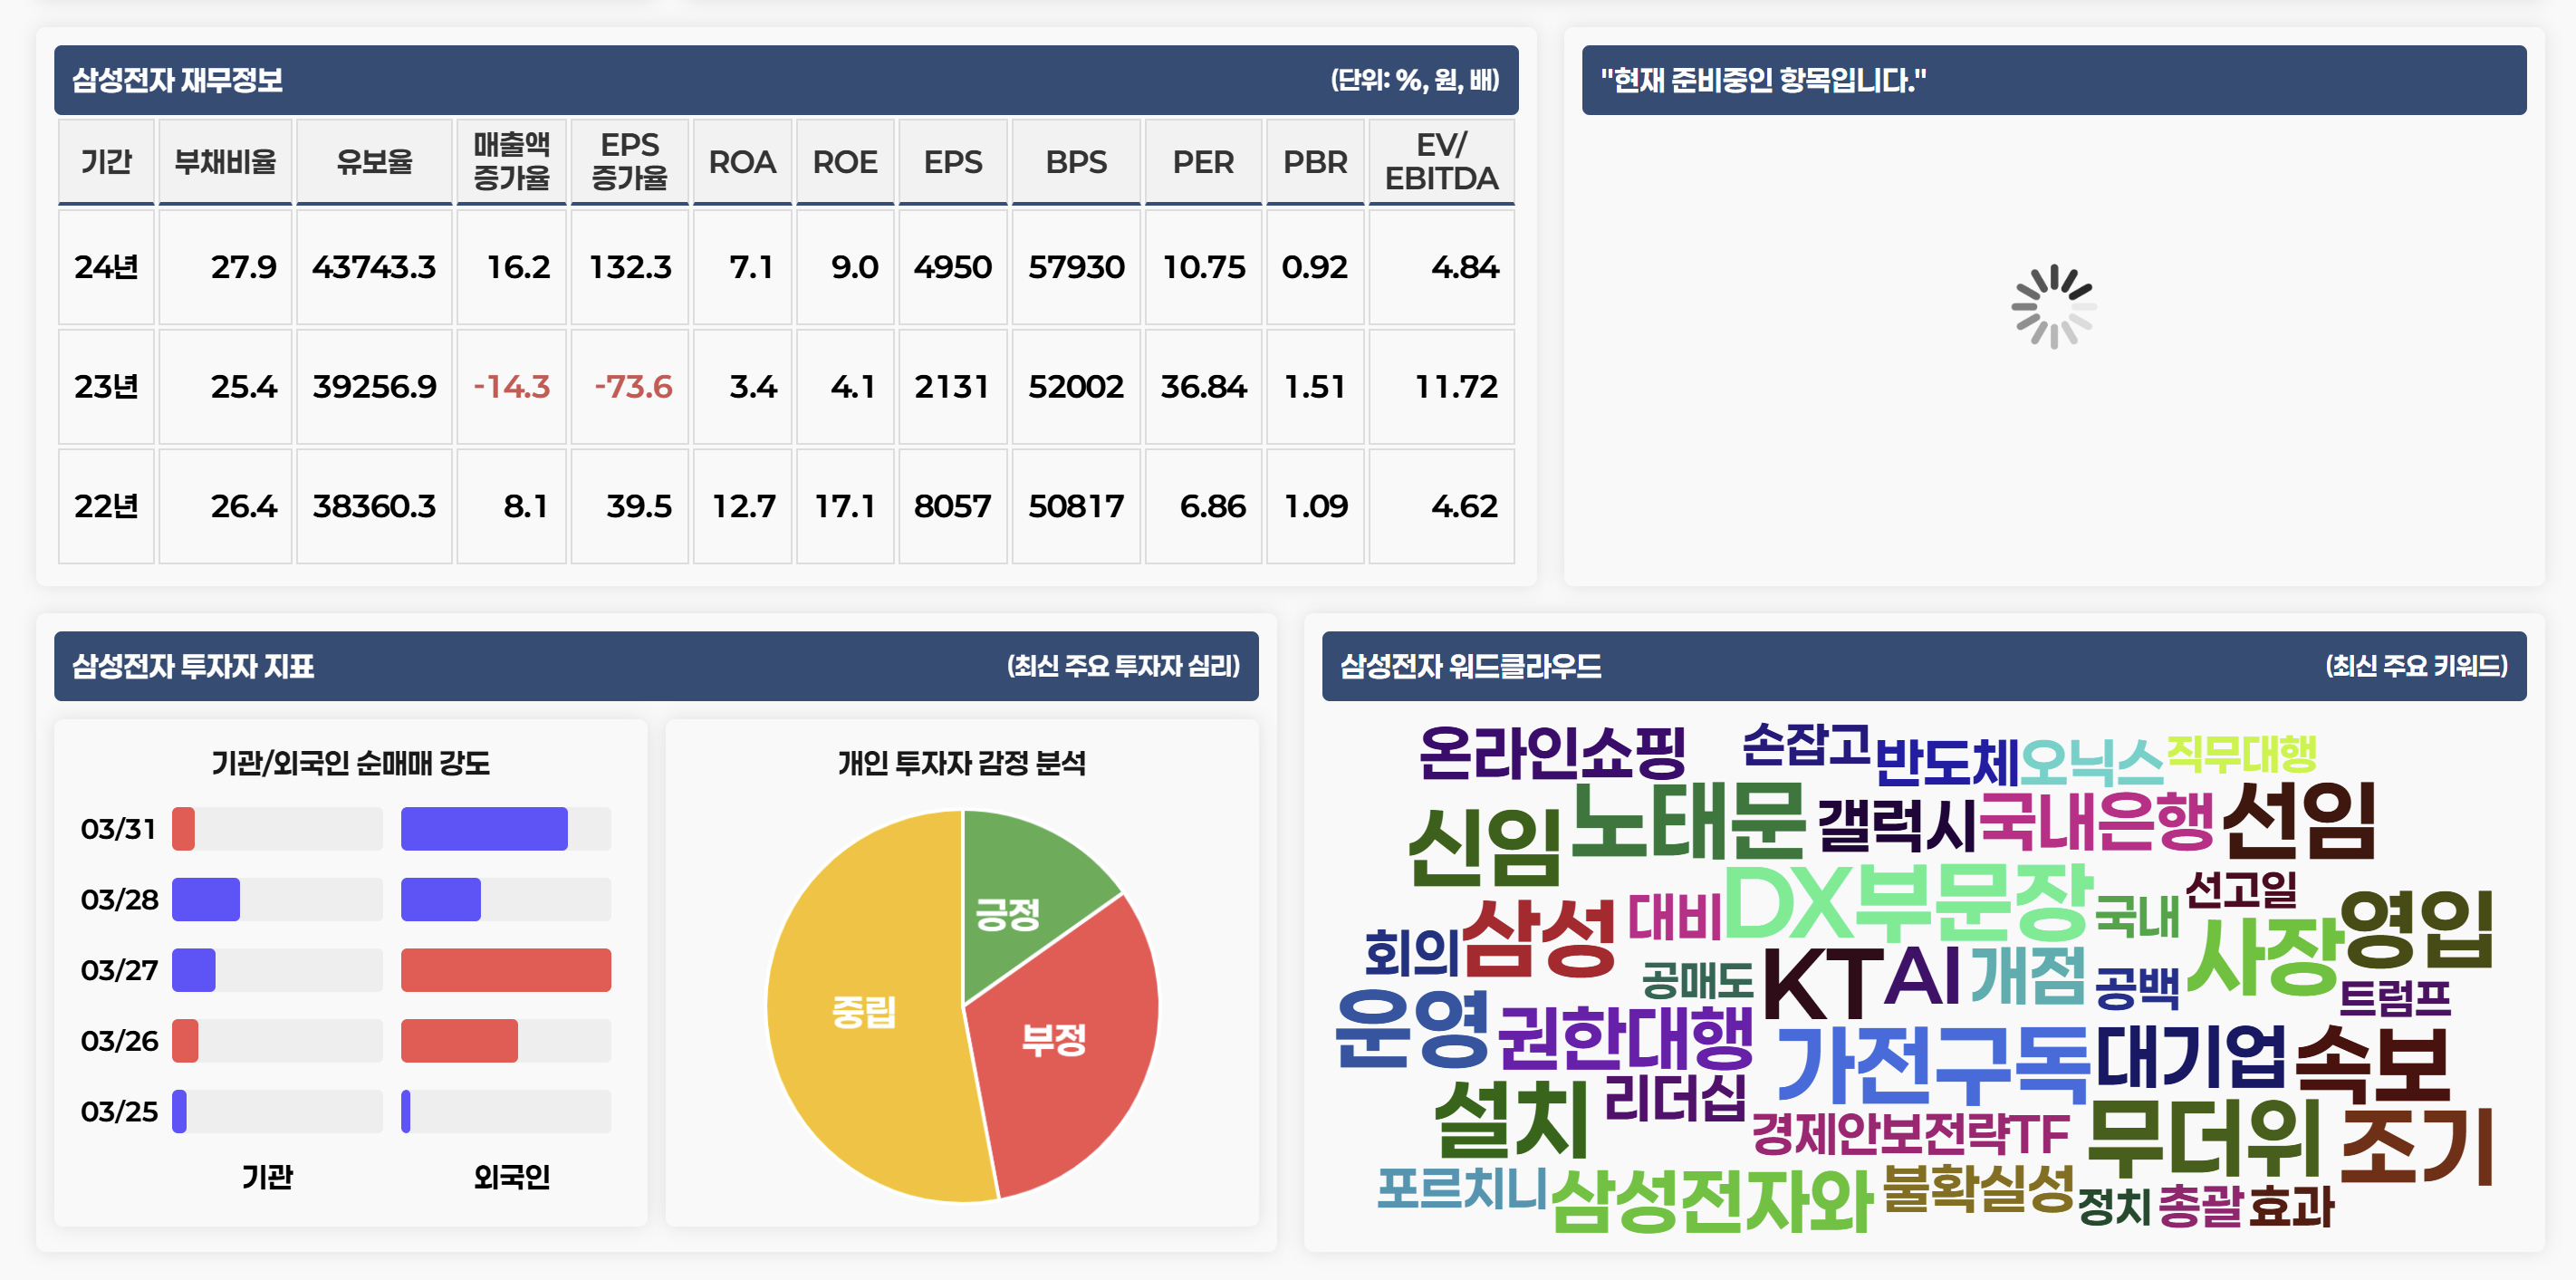 삼성전자 재무정보 (단위: %, 원, 배)
기간 부채비율 유보율 매출액 증가율 EPS 증가율 ROA ROE EPS BPS PER PBR EV/ EBITDA
24년 27.9 43743.3 16.2 132.3 7.1 9.0 4950 57930 10.75 0.92 4.84
23년 25.4 39256.9 -14.3 -73.6 3.4 4.1 2131 52002 36.84 1.51 11.72
22년 26.4 38360.3 8.1 39.5 12.7 17.1 8057 50817 6.86 1.09 4.62
"현재 준비중인 항목입니다."
삼성전자 투자자 지표 (최신 주요 투자자 심리)
기관/외국인 순매매 강도
03/31
03/28
03/27
03/26
03/25
기관 외국인
개인 투자자 감정 분석
긍정
중립
부정
삼성전자 워드클라우드 (최신 주요 키워드)
온라인쇼핑 손잡고 반도체 오닉스 직무대행
신임 노태문 갤럭시 국내은행 선임
대비 DX부문장 국내 선고일
회의 삼성 사장 영입
공매도 KT AI 개점 공백 트럼프
운영 권한대행 가전구독 대기업 속보
설치 리더십 경제안보전략TF 무더위 조기
포르치니 삼성전자와 불확실성 정치 총괄 효과